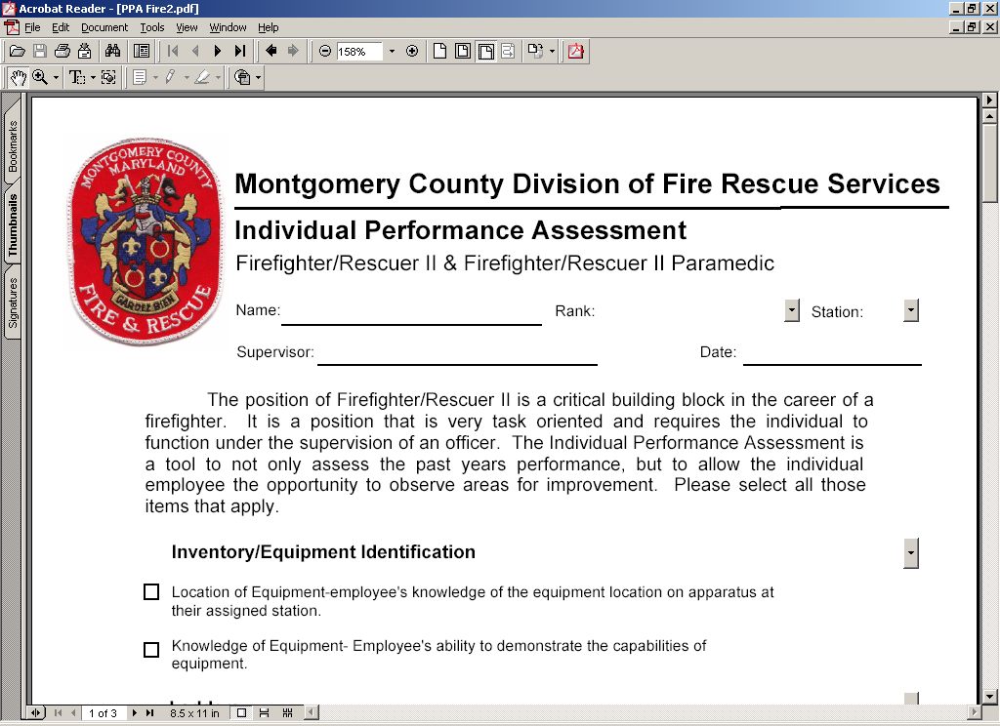 Acrobat Reader - [PPA Fire2.pdf]
File Edit Document Tools View Window Help
158%
Bookmarks
Thumbnails
Signatures
MONTGOMERY COUNTY
MARYLAND
GARDEZ BIEN
FIRE & RESCUE
Montgomery County Division of Fire Rescue Services
Individual Performance Assessment
Firefighter/Rescuer II & Firefighter/Rescuer II Paramedic
Name: Rank: Station:
Supervisor: Date:
The position of Firefighter/Rescuer II is a critical building block in the career of a
firefighter. It is a position that is very task oriented and requires the individual to
function under the supervision of an officer. The Individual Performance Assessment is
a tool to not only assess the past years performance, but to allow the individual
employee the opportunity to observe areas for improvement. Please select all those
items that apply.
Inventory/Equipment Identification
Location of Equipment-employee's knowledge of the equipment location on apparatus at
their assigned station.
Knowledge of Equipment- Employee's ability to demonstrate the capabilities of
equipment.
1 of 3 8.5 x 11 in